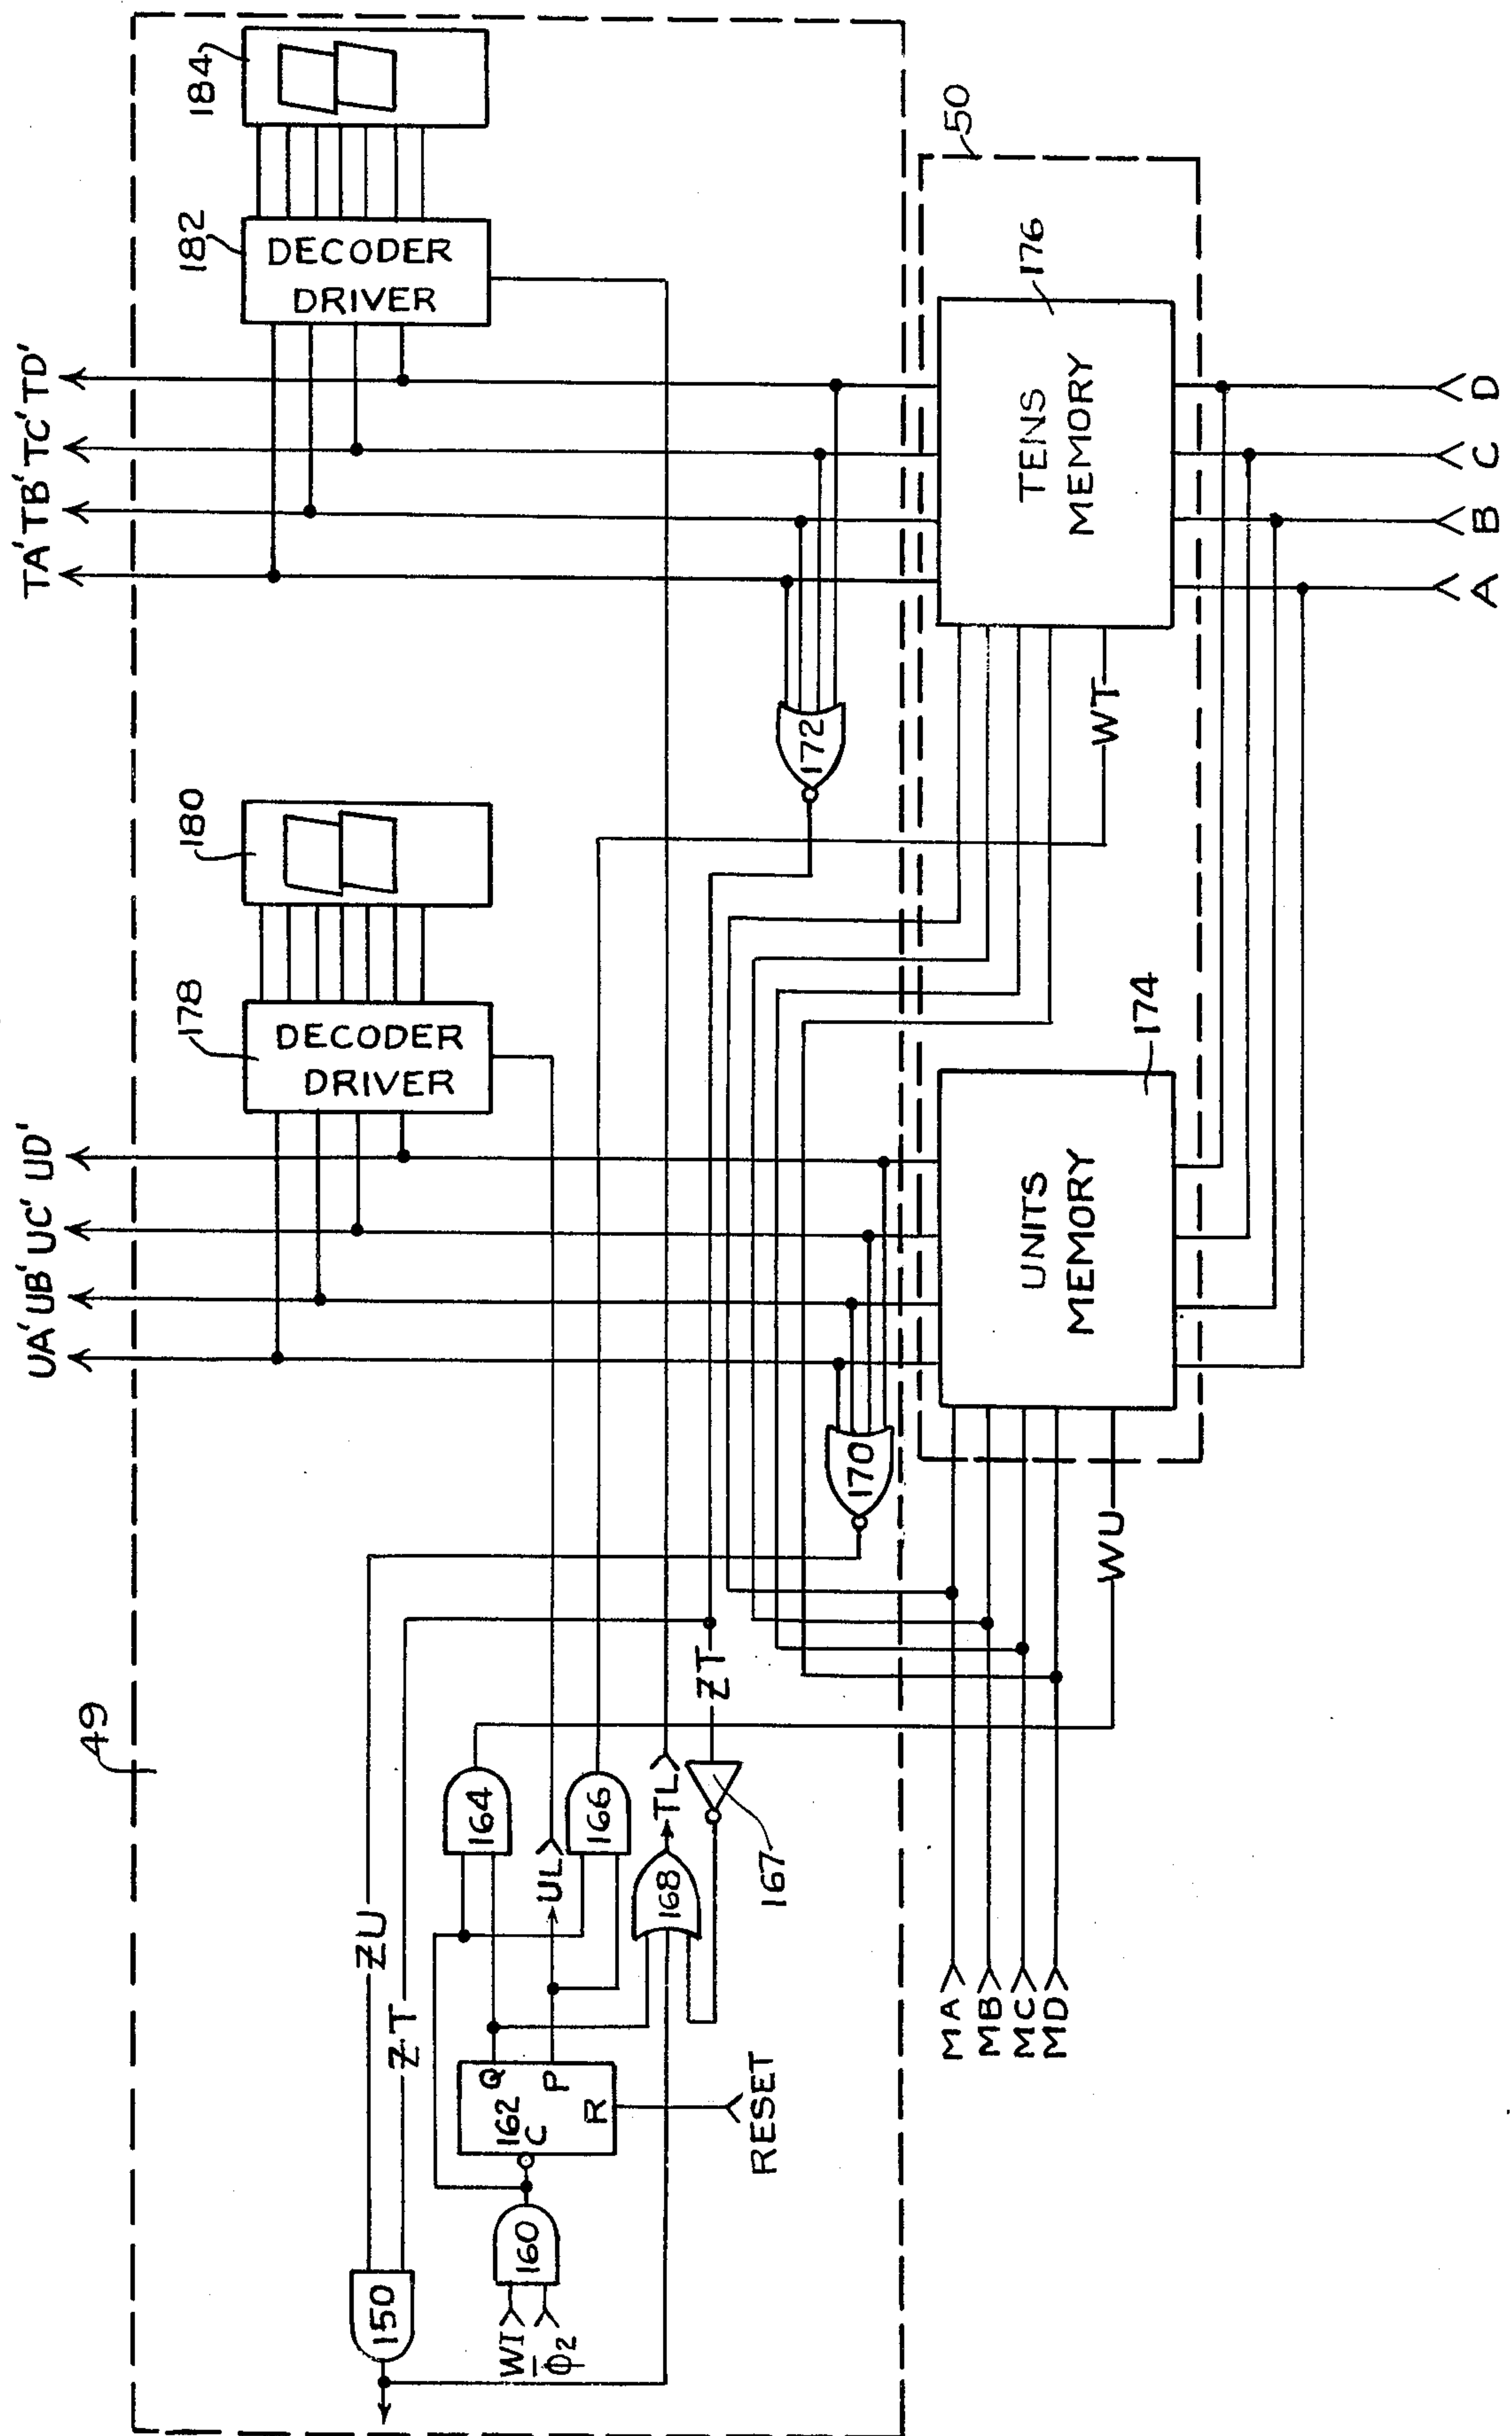 49
UA' UB' UC' UD'
TA' TB' TC' TD'
178
DECODER
DRIVER
180
182
DECODER
DRIVER
184
150
ZU
ZT
WI
Φ̅2
160
162
C
Q
P
R
RESET
164
UL
166
168
TL
167
ZT
170
172
50
MA
MB
MC
MD
WU
UNITS
MEMORY
174
WT
TENS
MEMORY
176
A
B
C
D